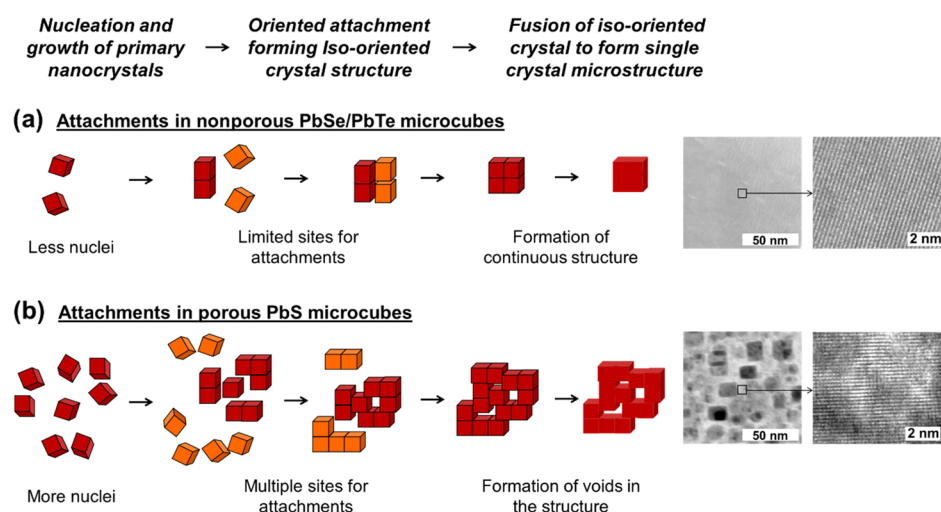 Nucleation and
growth of primary
nanocrystals
Oriented attachment
forming Iso-oriented
crystal structure
Fusion of iso-oriented
crystal to form single
crystal microstructure
(a) Attachments in nonporous PbSe/PbTe microcubes
Less nuclei
Limited sites for
attachments
Formation of
continuous structure
50 nm
2 nm
(b) Attachments in porous PbS microcubes
More nuclei
Multiple sites for
attachments
Formation of voids in
the structure
50 nm
2 nm